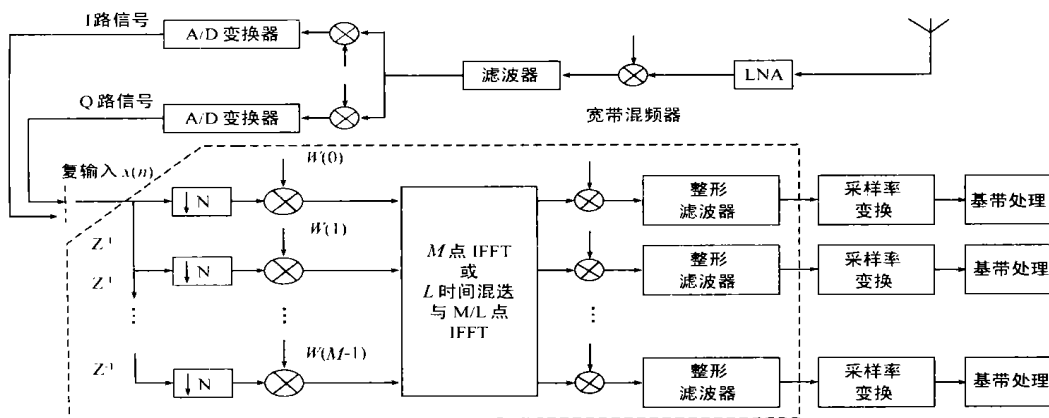 I路信号
A/D 变换器
滤波器
LNA
Q 路信号
A/D 变换器
宽带混频器
复输入 x(n)
W(0)
↓ N
整形
滤波器
采样率
变换
基带处理
Z⁻¹
W(1)
↓ N
M 点 IFFT
或
L 时间混迭
与 M/L 点
IFFT
整形
滤波器
采样率
变换
基带处理
Z⁻¹
⋮
⋮
⋮
Z⁻¹
W(M-1)
↓ N
整形
滤波器
采样率
变换
基带处理